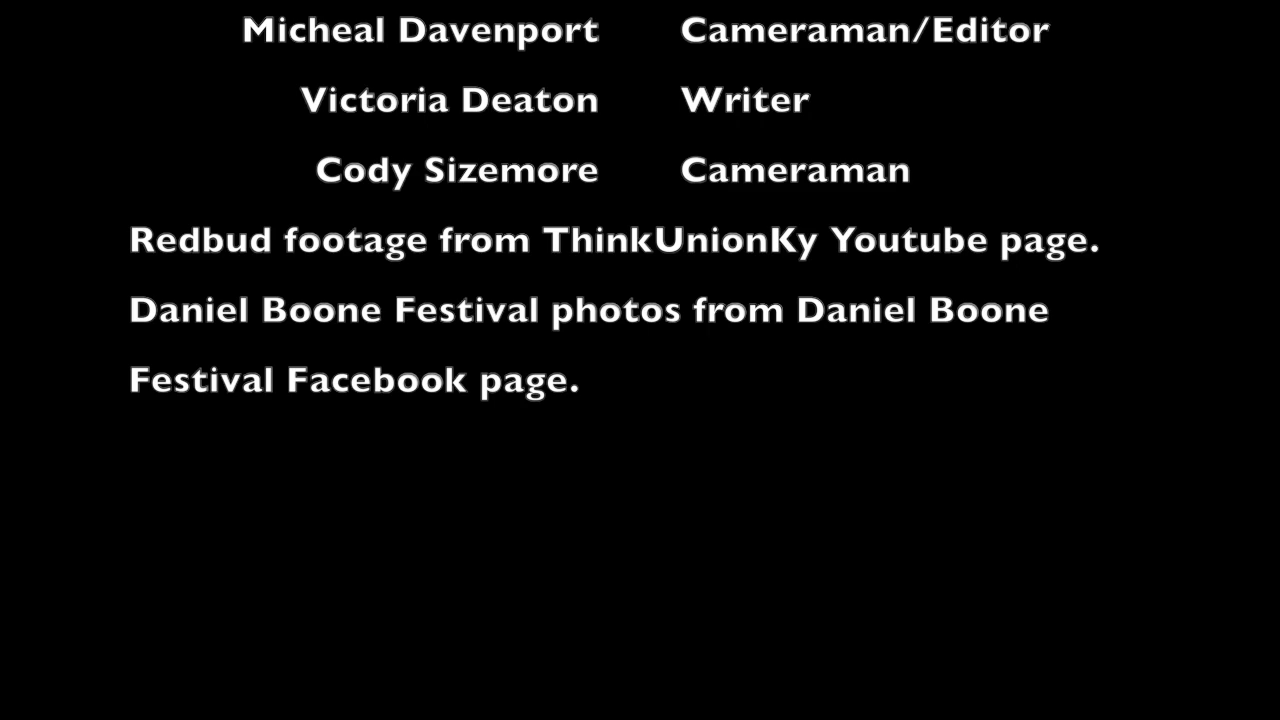 Micheal Davenport Cameraman/Editor
Victoria Deaton Writer
Cody Sizemore Cameraman
Redbud footage from ThinkUnionKy Youtube page.
Daniel Boone Festival photos from Daniel Boone
Festival Facebook page.